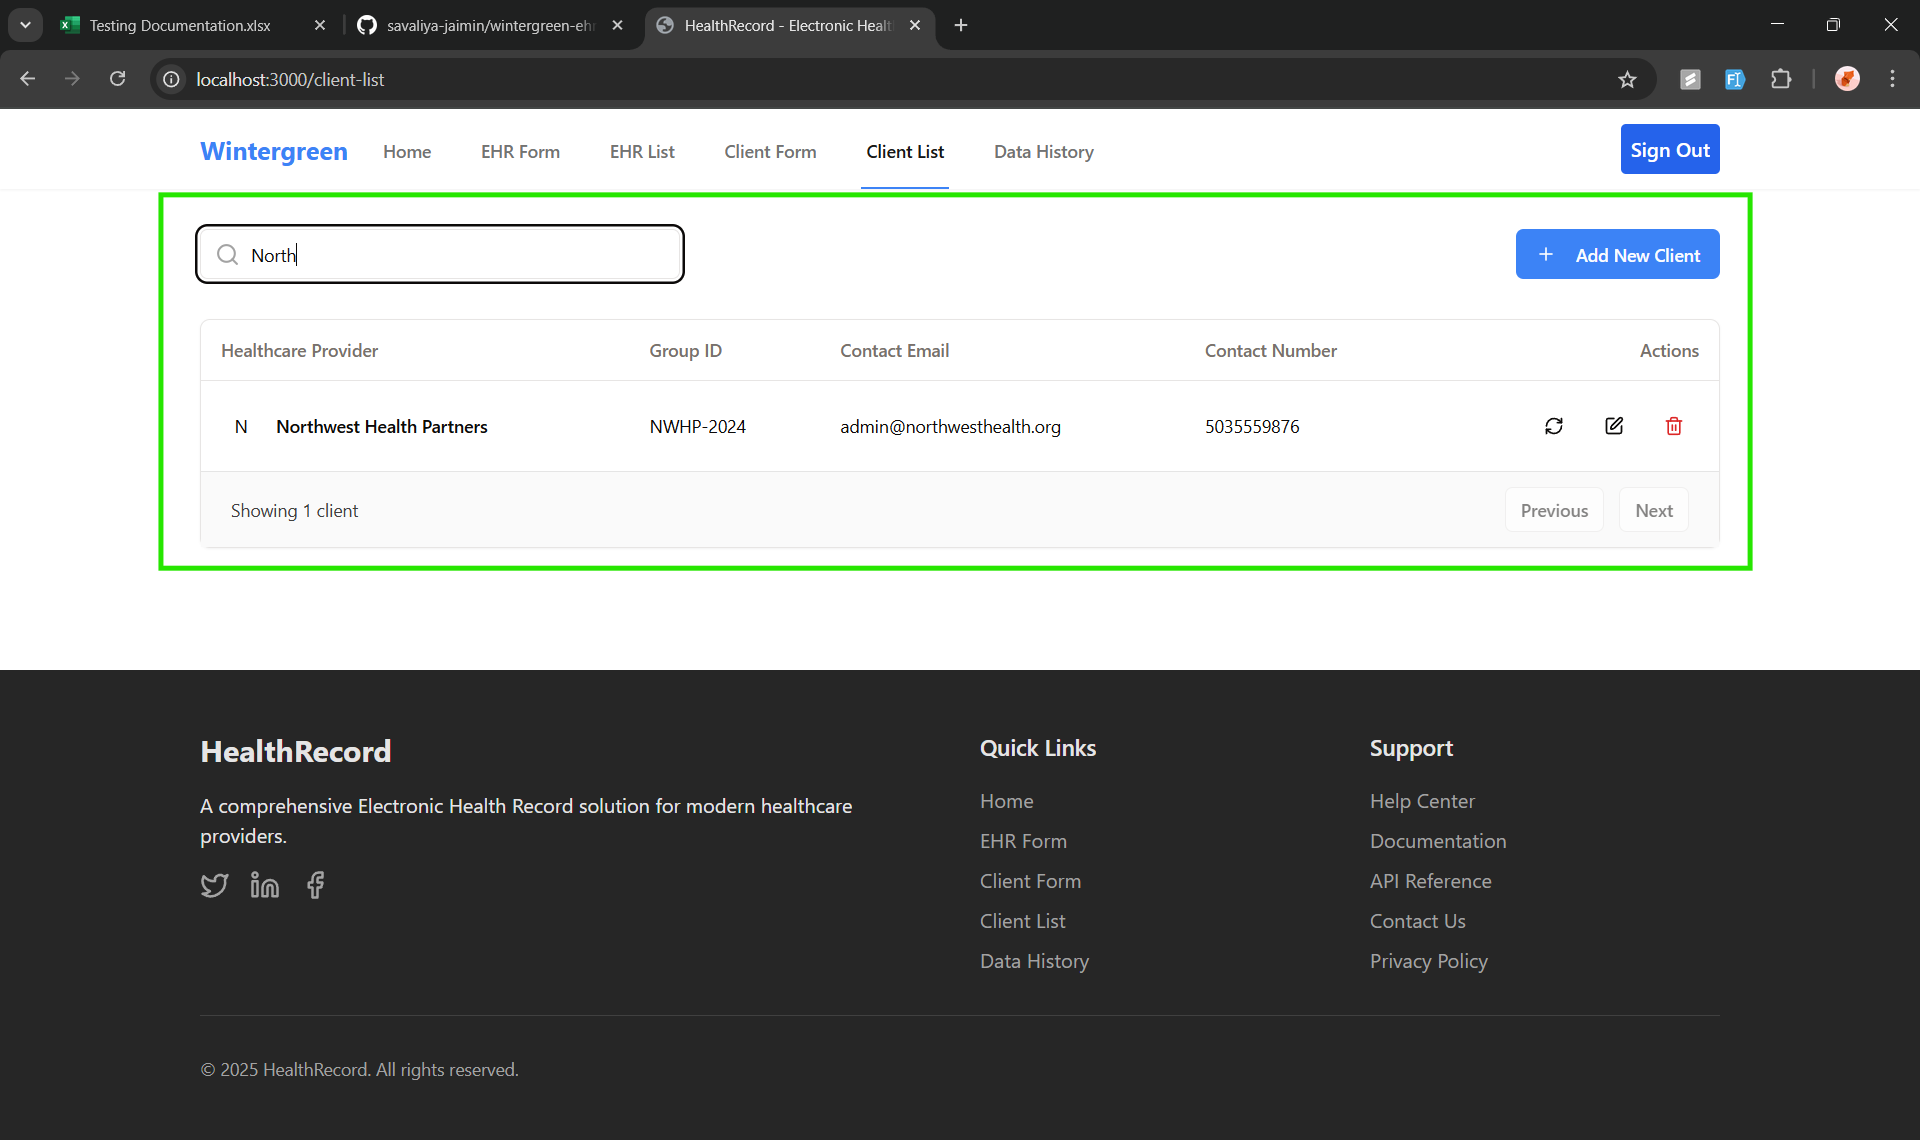 Testing Documentation.xlsx
savaliya-jaimin/wintergreen-eh
HealthRecord - Electronic Healt
localhost:3000/client-list
Wintergreen Home EHR Form EHR List Client Form Client List Data History Sign Out
North
+ Add New Client
Healthcare Provider Group ID Contact Email Contact Number Actions
N Northwest Health Partners NWHP-2024 admin@northwesthealth.org 5035559876
Showing 1 client Previous Next
HealthRecord
A comprehensive Electronic Health Record solution for modern healthcare
providers.
Quick Links
Home
EHR Form
Client Form
Client List
Data History
Support
Help Center
Documentation
API Reference
Contact Us
Privacy Policy
© 2025 HealthRecord. All rights reserved.